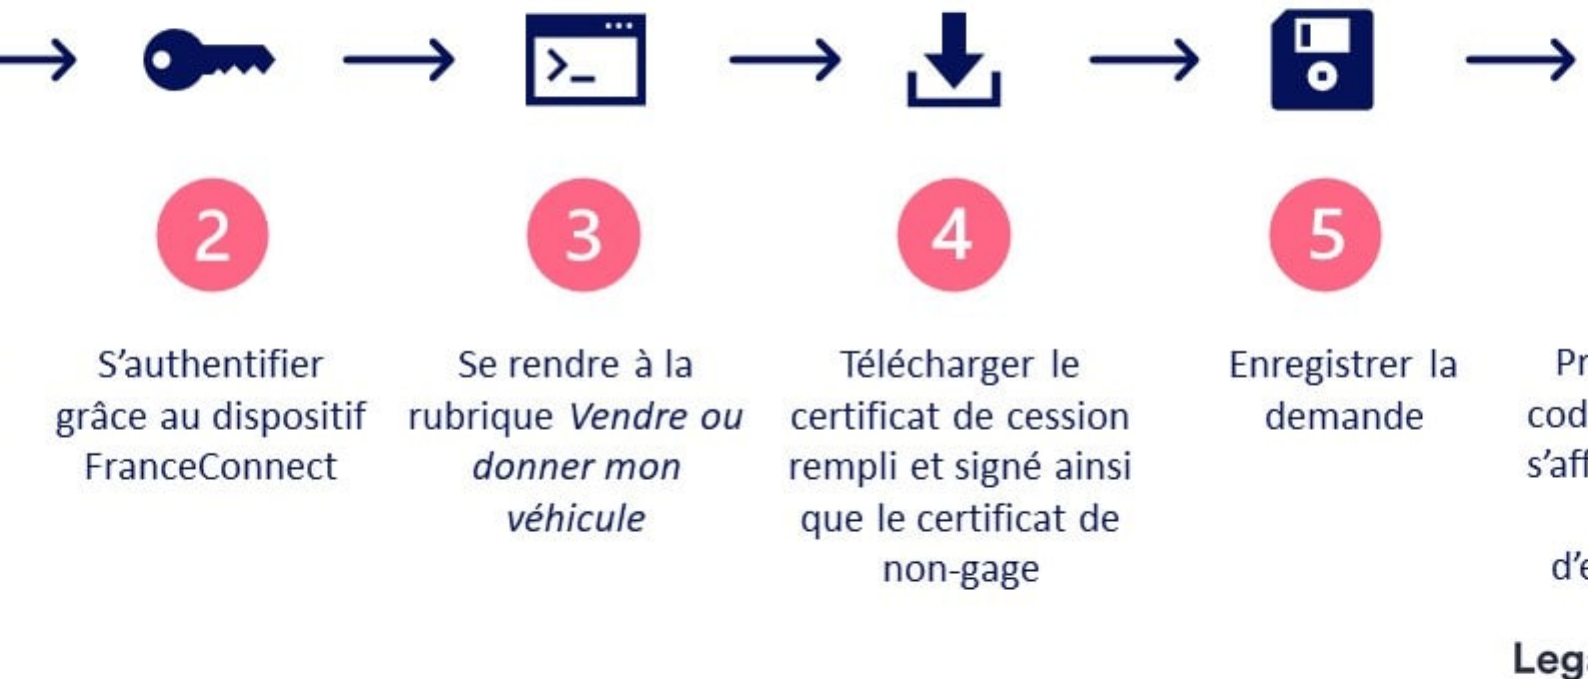 2
S'authentifier
grâce au dispositif
FranceConnect
3
Se rendre à la
rubrique Vendre ou
donner mon
véhicule
4
Télécharger le
certificat de cession
rempli et signé ainsi
que le certificat de
non-gage
5
Enregistrer la
demande